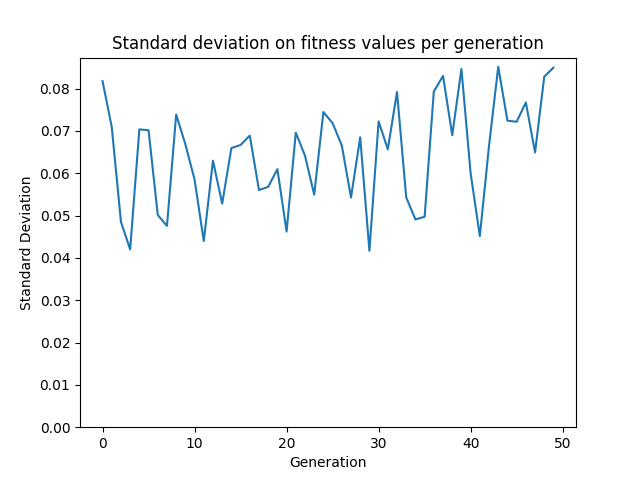 Standard deviation on fitness values per generation
0.08
0.07
0.06
0.05
0.04
0.03
0.02
0.01
0.00
Standard Deviation
0 10 20 30 40 50
Generation